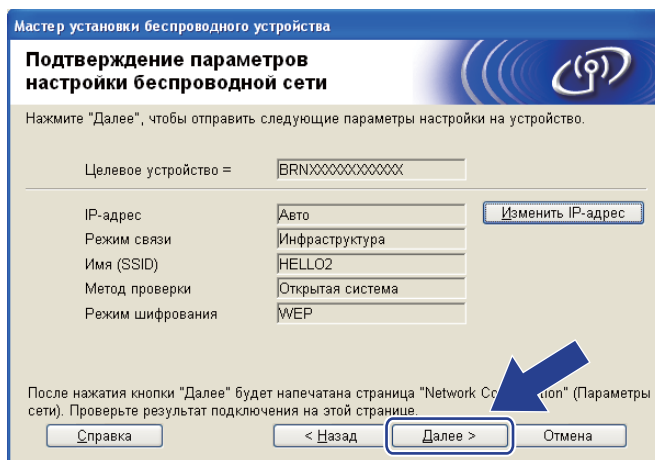 Мастер установки беспроводного устройства
Подтверждение параметров
настройки беспроводной сети
Нажмите "Далее", чтобы отправить следующие параметры настройки на устройство.
Целевое устройство = BRNXXXXXXXXXXXX
IP-адрес Авто Изменить IP-адрес
Режим связи Инфраструктура
Имя (SSID) HELLO2
Метод проверки Открытая система
Режим шифрования WEP
После нажатия кнопки "Далее" будет напечатана страница "Network (Параметры
сети). Проверьте результат подключения на этой странице.
Справка < Назад Далее > Отмена